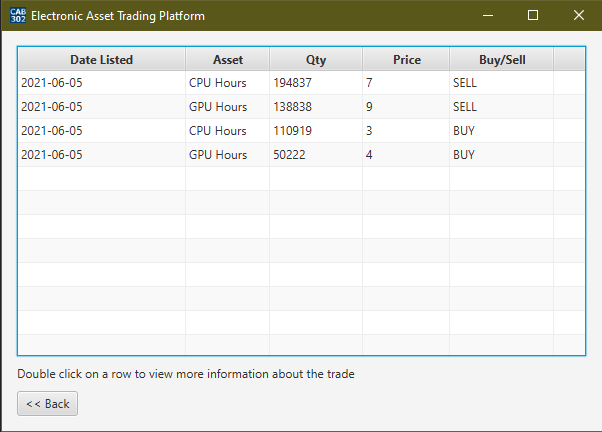 CAB
302
Electronic Asset Trading Platform
Date Listed Asset Qty Price Buy/Sell
2021-06-05 CPU Hours 194837 7 SELL
2021-06-05 GPU Hours 138838 9 SELL
2021-06-05 CPU Hours 110919 3 BUY
2021-06-05 GPU Hours 50222 4 BUY
Double click on a row to view more information about the trade
<< Back